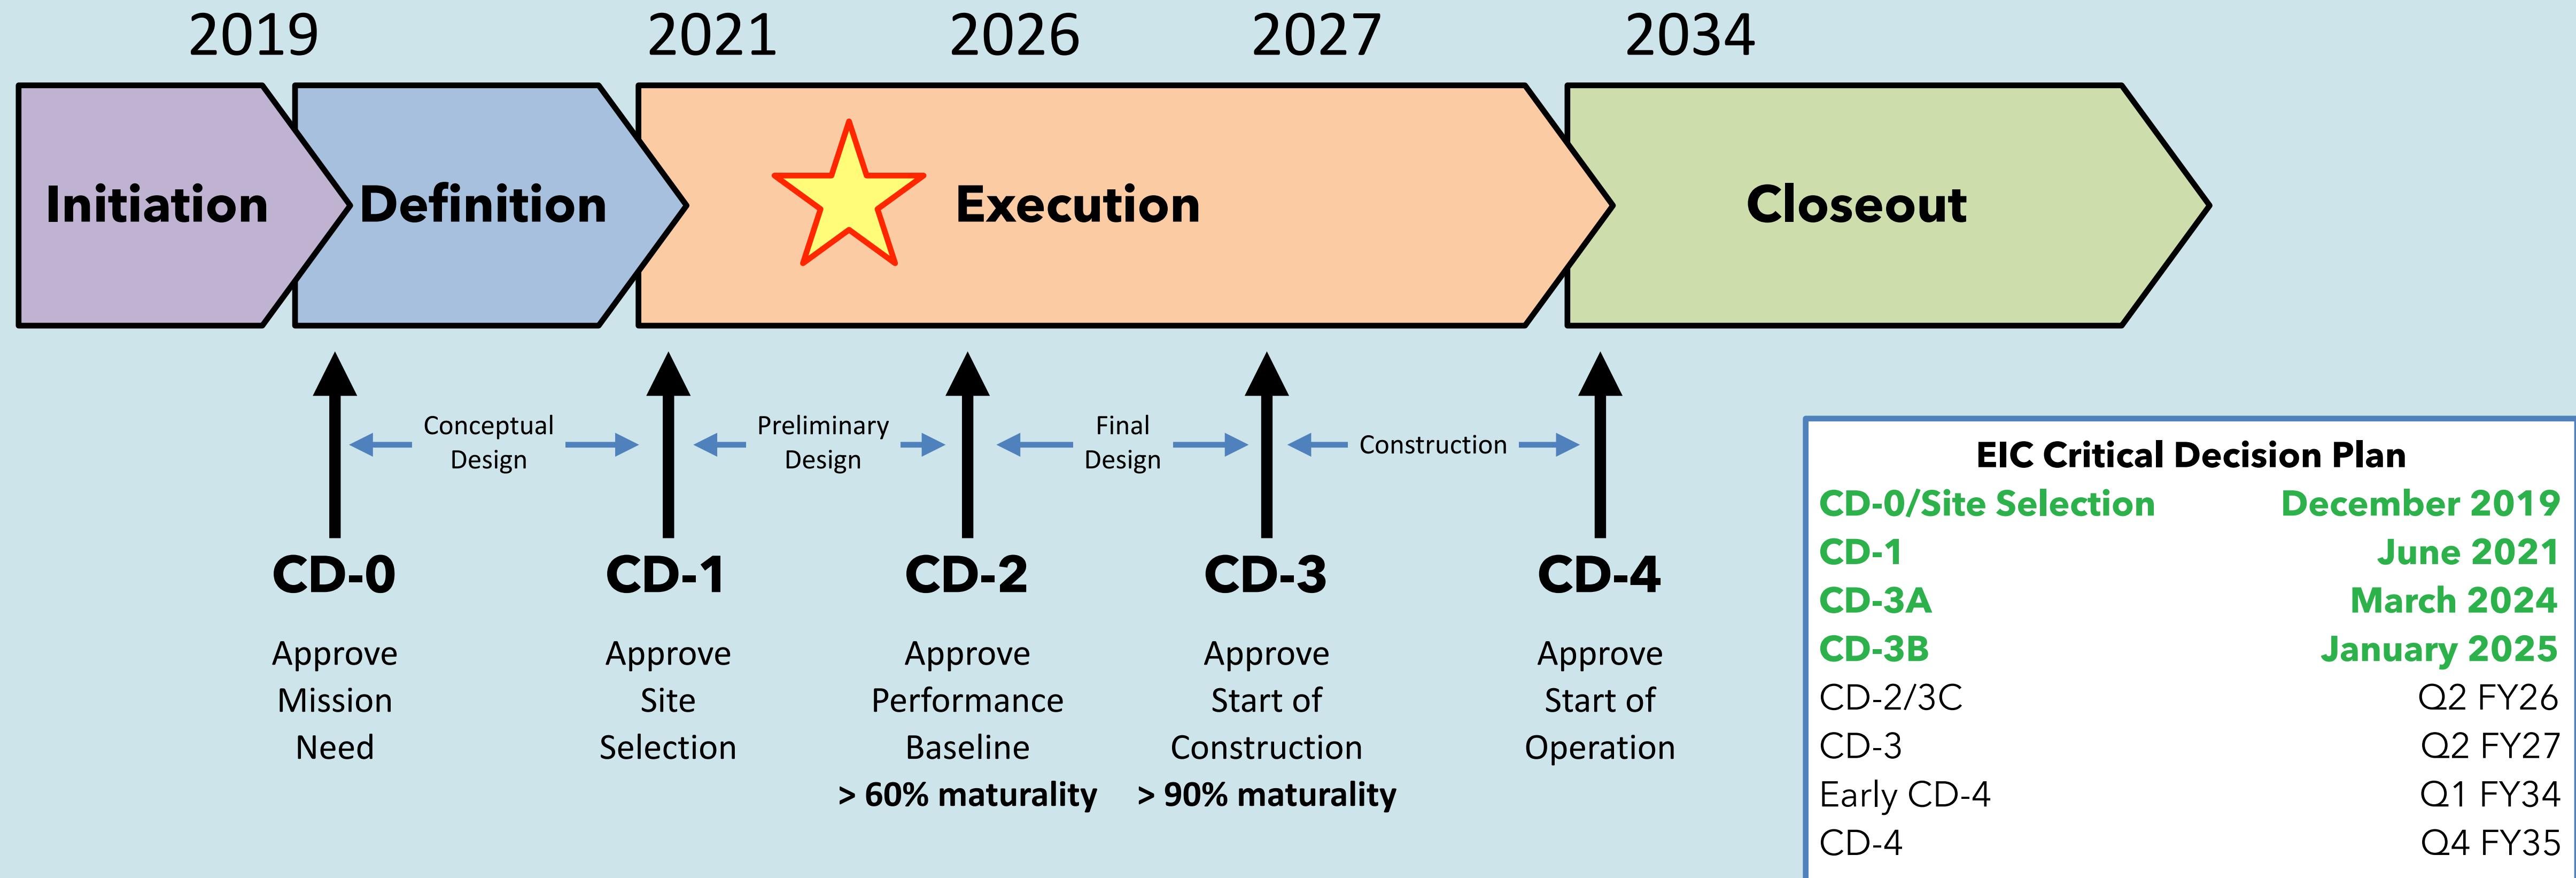 2019 2021 2026 2027 2034
Initiation Definition Execution Closeout
Conceptual
Design
Preliminary
Design
Final
Design
Construction
CD-0
Approve
Mission
Need
CD-1
Approve
Site
Selection
CD-2
Approve
Performance
Baseline
> 60% maturality
CD-3
Approve
Start of
Construction
> 90% maturality
CD-4
Approve
Start of
Operation
EIC Critical Decision Plan
CD-0/Site Selection December 2019
CD-1 June 2021
CD-3A March 2024
CD-3B January 2025
CD-2/3C Q2 FY26
CD-3 Q2 FY27
Early CD-4 Q1 FY34
CD-4 Q4 FY35